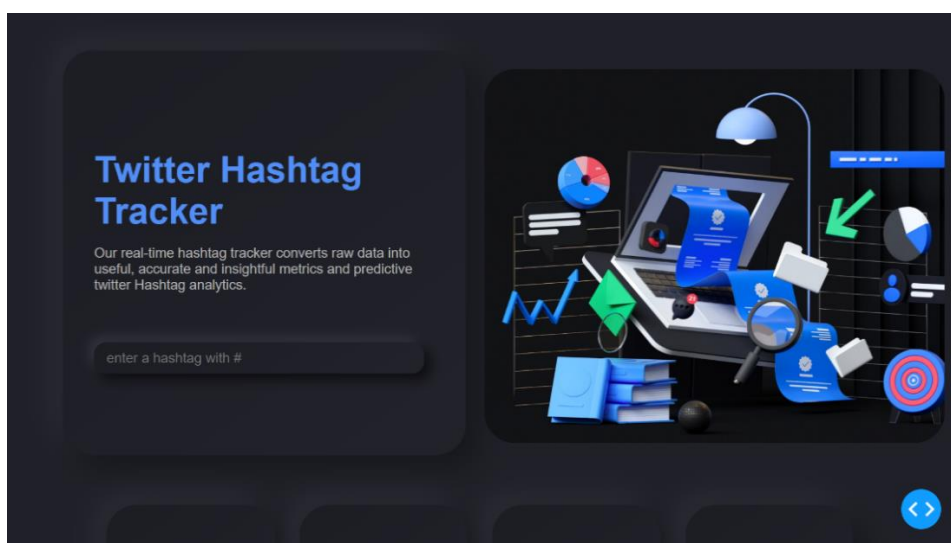 Twitter Hashtag
Tracker
Our real-time hashtag tracker converts raw data into
useful, accurate and insightful metrics and predictive
twitter Hashtag analytics.
enter a hashtag with #